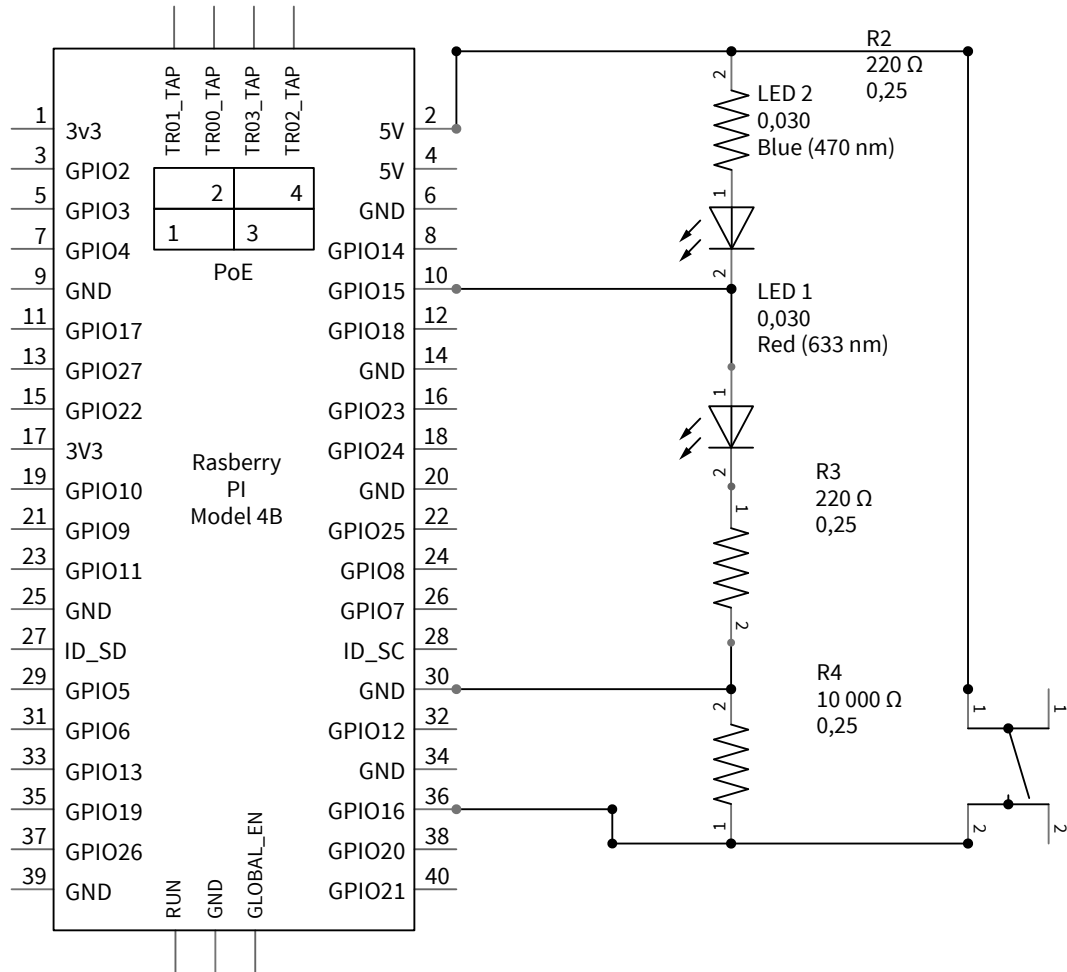 TR01_TAP
TR00_TAP
TR03_TAP
TR02_TAP
2 4
1 3
PoE
1 3v3
3 GPIO2
5 GPIO3
7 GPIO4
9 GND
11 GPIO17
13 GPIO27
15 GPIO22
17 3V3
19 GPIO10
21 GPIO9
23 GPIO11
25 GND
27 ID_SD
29 GPIO5
31 GPIO6
33 GPIO13
35 GPIO19
37 GPIO26
39 GND
Rasberry
PI
Model 4B
5V 2
5V 4
GND 6
GPIO14 8
GPIO15 10
GPIO18 12
GND 14
GPIO23 16
GPIO24 18
GND 20
GPIO25 22
GPIO8 24
GPIO7 26
ID_SC 28
GND 30
GPIO12 32
GND 34
GPIO16 36
GPIO20 38
GPIO21 40
RUN
GND
GLOBAL_EN
R2
220 Ω
0,25
2
LED 2
0,030
Blue (470 nm)
1
2
LED 1
0,030
Red (633 nm)
1
2
R3
220 Ω
0,25
1
2
R4
10 000 Ω
0,25
2
1
1 1
2 2